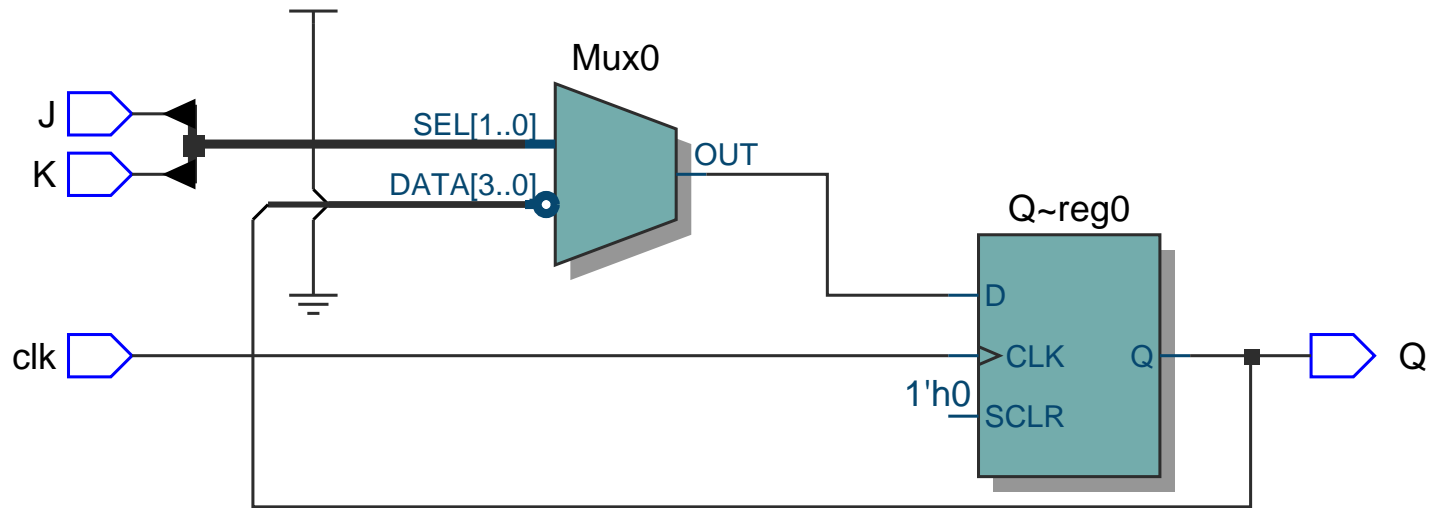 Mux0
J
SEL[1..0]
OUT
K
DATA[3..0]
Q~reg0
D
clk
CLK
Q
Q
1'h0
SCLR